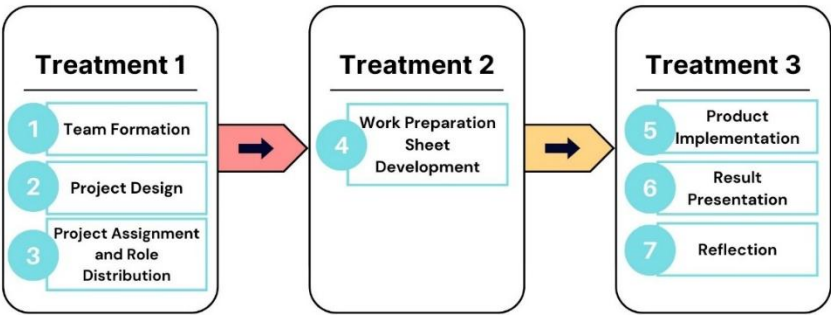 Treatment 1
1
Team Formation
2
Project Design
3
Project Assignment
and Role
Distribution
Treatment 2
4
Work Preparation
Sheet
Development
Treatment 3
5
Product
Implementation
6
Result
Presentation
7
Reflection